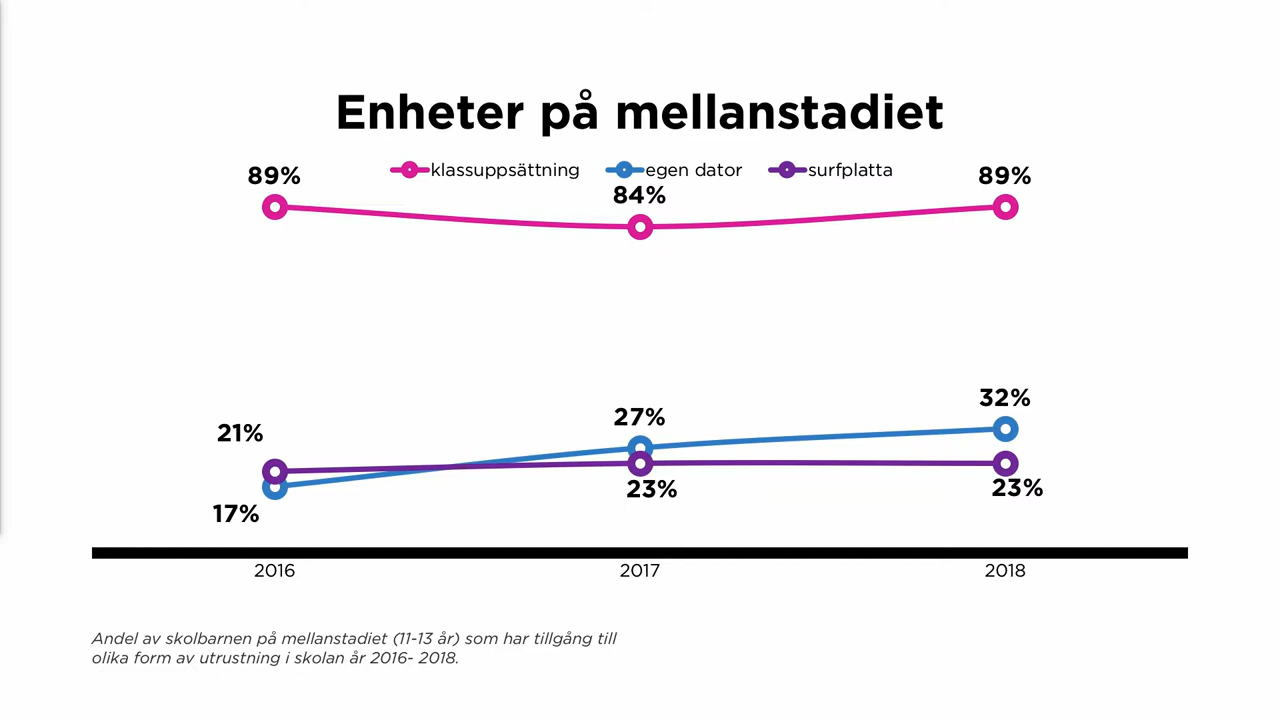 Enheter på mellanstadiet
klassuppsättning egen dator surfplatta
89% 84% 89%
21% 27% 32%
17% 23% 23%
2016 2017 2018
Andel av skolbarnen på mellanstadiet (11-13 år) som har tillgång till
olika form av utrustning i skolan år 2016- 2018.